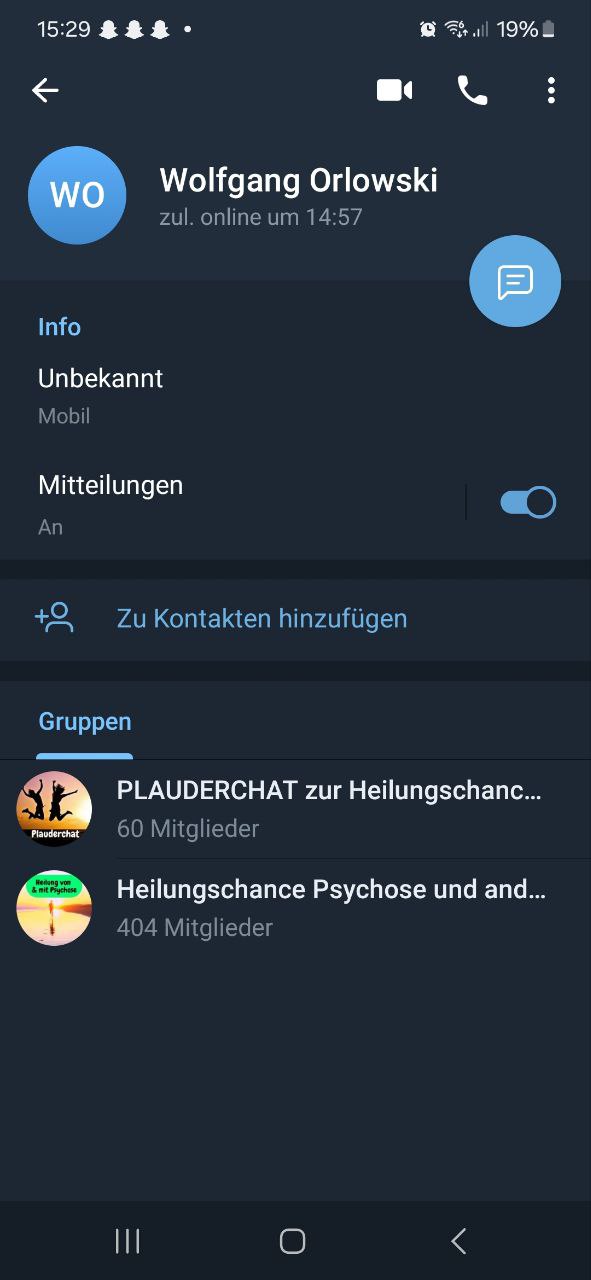 15:29
19%
WO
Wolfgang Orlowski
zul. online um 14:57
Info
Unbekannt
Mobil
Mitteilungen
An
Zu Kontakten hinzufügen
Gruppen
PLAUDERCHAT zur Heilungschanc...
60 Mitglieder
Plauderchat
Heilung von
& mit Psychose
Heilungschance Psychose und and...
404 Mitglieder